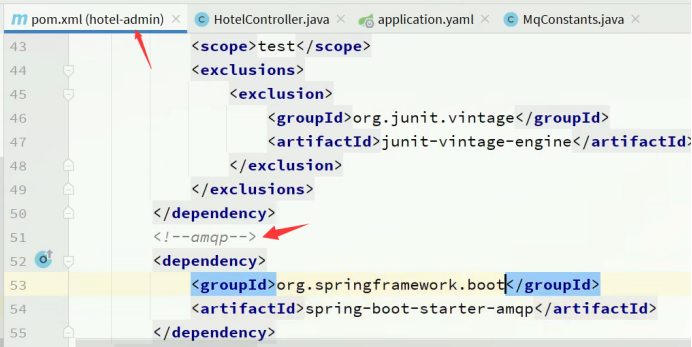 pom.xml (hotel-admin) HotelController.java application.yaml MqConstants.java
43 <scope>test</scope>
44 <exclusions>
45 <exclusion>
46 <groupId>org.junit.vintage</groupId>
47 <artifactId>junit-vintage-engine</artifactId>
48 </exclusion>
49 </exclusions>
50 </dependency>
51 <!--amqp-->
52 <dependency>
53 <groupId>org.springframework.boot</groupId>
54 <artifactId>spring-boot-starter-amqp</artifactId>
55 </dependency>